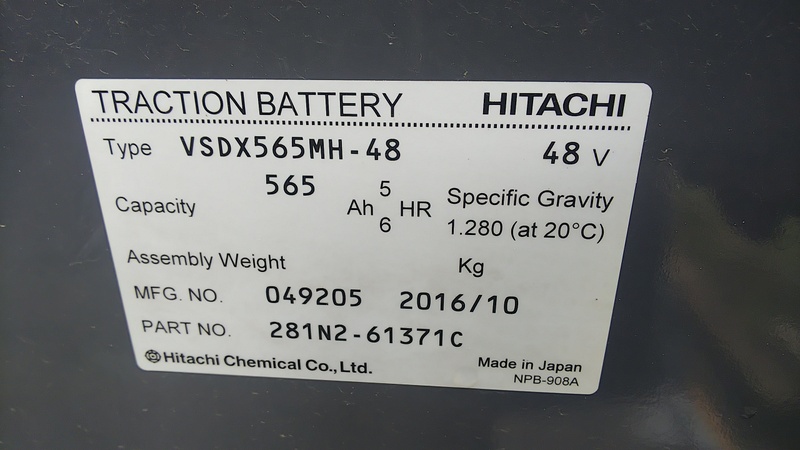 TRACTION BATTERY HITACHI
Type VSDX565MH-48 48 V
Capacity 565 Ah 5 HR Specific Gravity
6 1.280 (at 20°C)
Assembly Weight Kg
MFG. NO. 049205 2016/10
PART NO. 281N2-61371C
Hitachi Chemical Co., Ltd. Made in Japan
NPB-908A